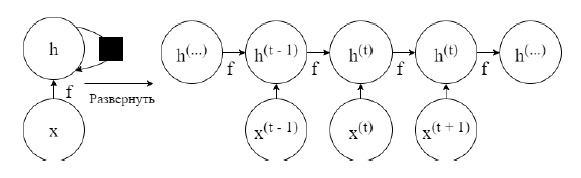 h h(...) h(t - 1) h(t) h(t) h(...)
f f f f f
Развернуть
x x(t - 1) x(t) x(t + 1)